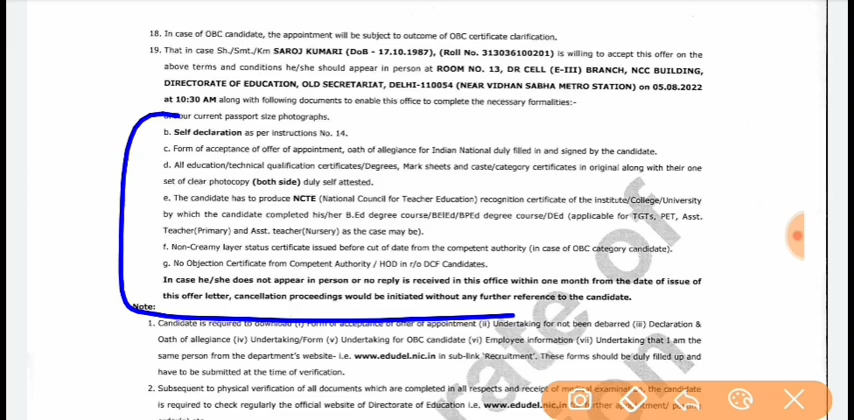 18. In case of OBC candidate, the appointment will be subject to outcome of OBC certificate clarification.
19. That in case Sh./Smt./Km SAROJ KUMARI (DoB - 17.10.1987), (Roll No. 313036100201) is willing to accept this offer on the
above terms and conditions he/she should appear in person at ROOM NO. 13, DR CELL (E-III) BRANCH, NCC BUILDING,
DIRECTORATE OF EDUCATION, OLD SECRETARIAT, DELHI-110054 (NEAR VIDHAN SABHA METRO STATION) on 05.08.2022
at 10:30 AM along with following documents to enable this office to complete the necessary formalities:-
our current passport size photographs.
b. Self declaration as per instructions No. 14.
c. Form of acceptance of offer of appointment, oath of allegiance for Indian National duly filled in and signed by the candidate.
d. All education/technical qualification certificates/Degrees, Mark sheets and caste/category certificates in original along with their one
set of clear photocopy (both side) duly self attested.
e. The candidate has to produce NCTE (National Council for Teacher Education) recognition certificate of the institute/College/University
by which the candidate completed his/her B.Ed degree course/BElEd/BPEd degree course/DEd (applicable for TGTs, PET, Asst.
Teacher(Primary) and Asst. teacher(Nursery) as the case may be).
f. Non-Creamy layer status certificate issued before cut of date from the competent authority (in case of OBC category candidate).
g. No Objection Certificate from Competent Authority / HOD in r/o DCF Candidates.
In case he/she does not appear in person or no reply is received in this office within one month from the date of issue of
this offer letter, cancellation proceedings would be initiated without any further reference to the candidate.
Note:
1. Candidate is required to download (i) Form of acceptance of offer of appointment (ii) Undertaking for not been debarred (iii) Declaration &
Oath of allegiance (iv) Undertaking/Form (v) Undertaking for OBC candidate (vi) Employee information (vii) Undertaking that I am the
same person from the department's website- i.e. www.edudel.nic.in in sub-link 'Recruitment'. These forms should be duly filled up and
have to be submitted at the time of verification.
2. Subsequent to physical verification of all documents which are completed in all respects and receipt of medical examination, the candidate
is required to check regularly the official website of Directorate of Education i.e. www.edudel.nic.in